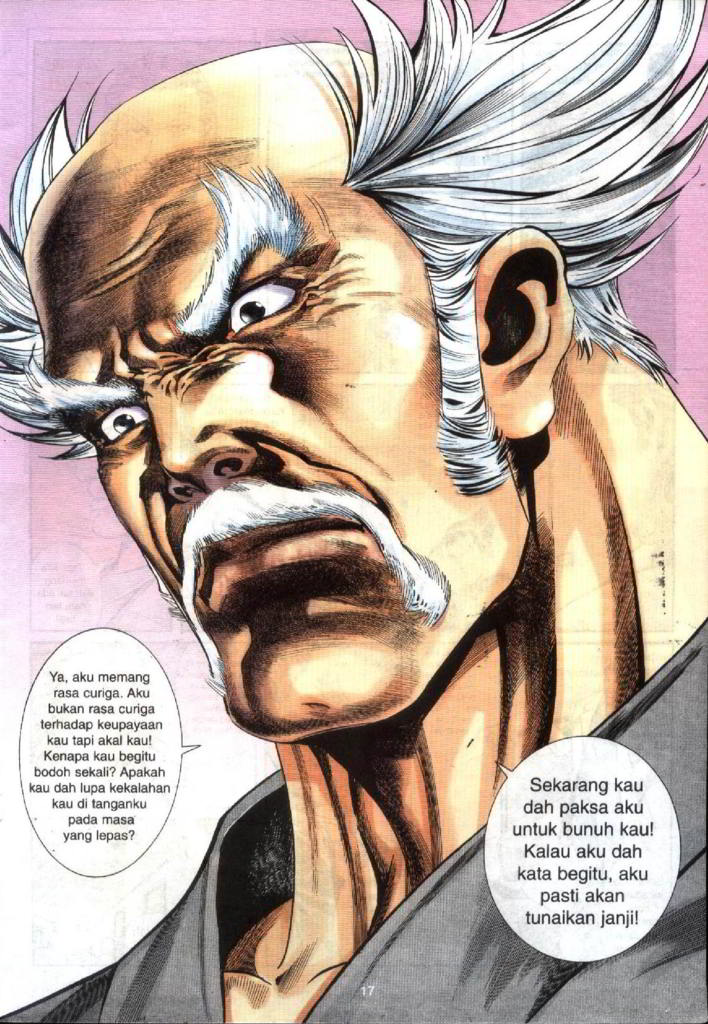 Ya, aku memang
rasa curiga. Aku
bukan rasa curiga
terhadap keupayaan
kau tapi akal kau!
Kenapa kau begitu
bodoh sekali? Apakah
kau dah lupa kekalahan
kau di tanganku
pada masa
yang lepas?
Sekarang kau
dah paksa aku
untuk bunuh kau!
Kalau aku dah
kata begitu, aku
pasti akan
tunaikan janji!
17